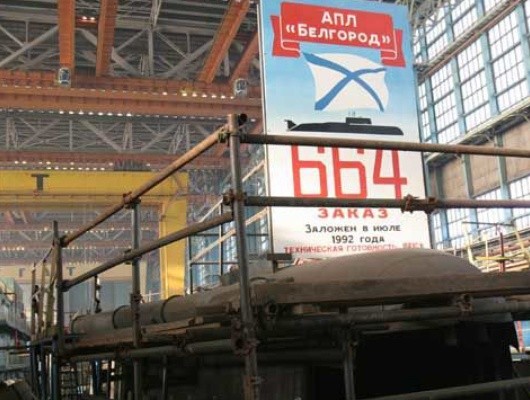 АПЛ
«БЕЛГОРОД»
664
ЗАКАЗ
ЗАЛОЖЕН В ИЮЛЕ
1992 ГОДА
ТЕХНИЧЕСКАЯ ГОТОВНОСТЬ